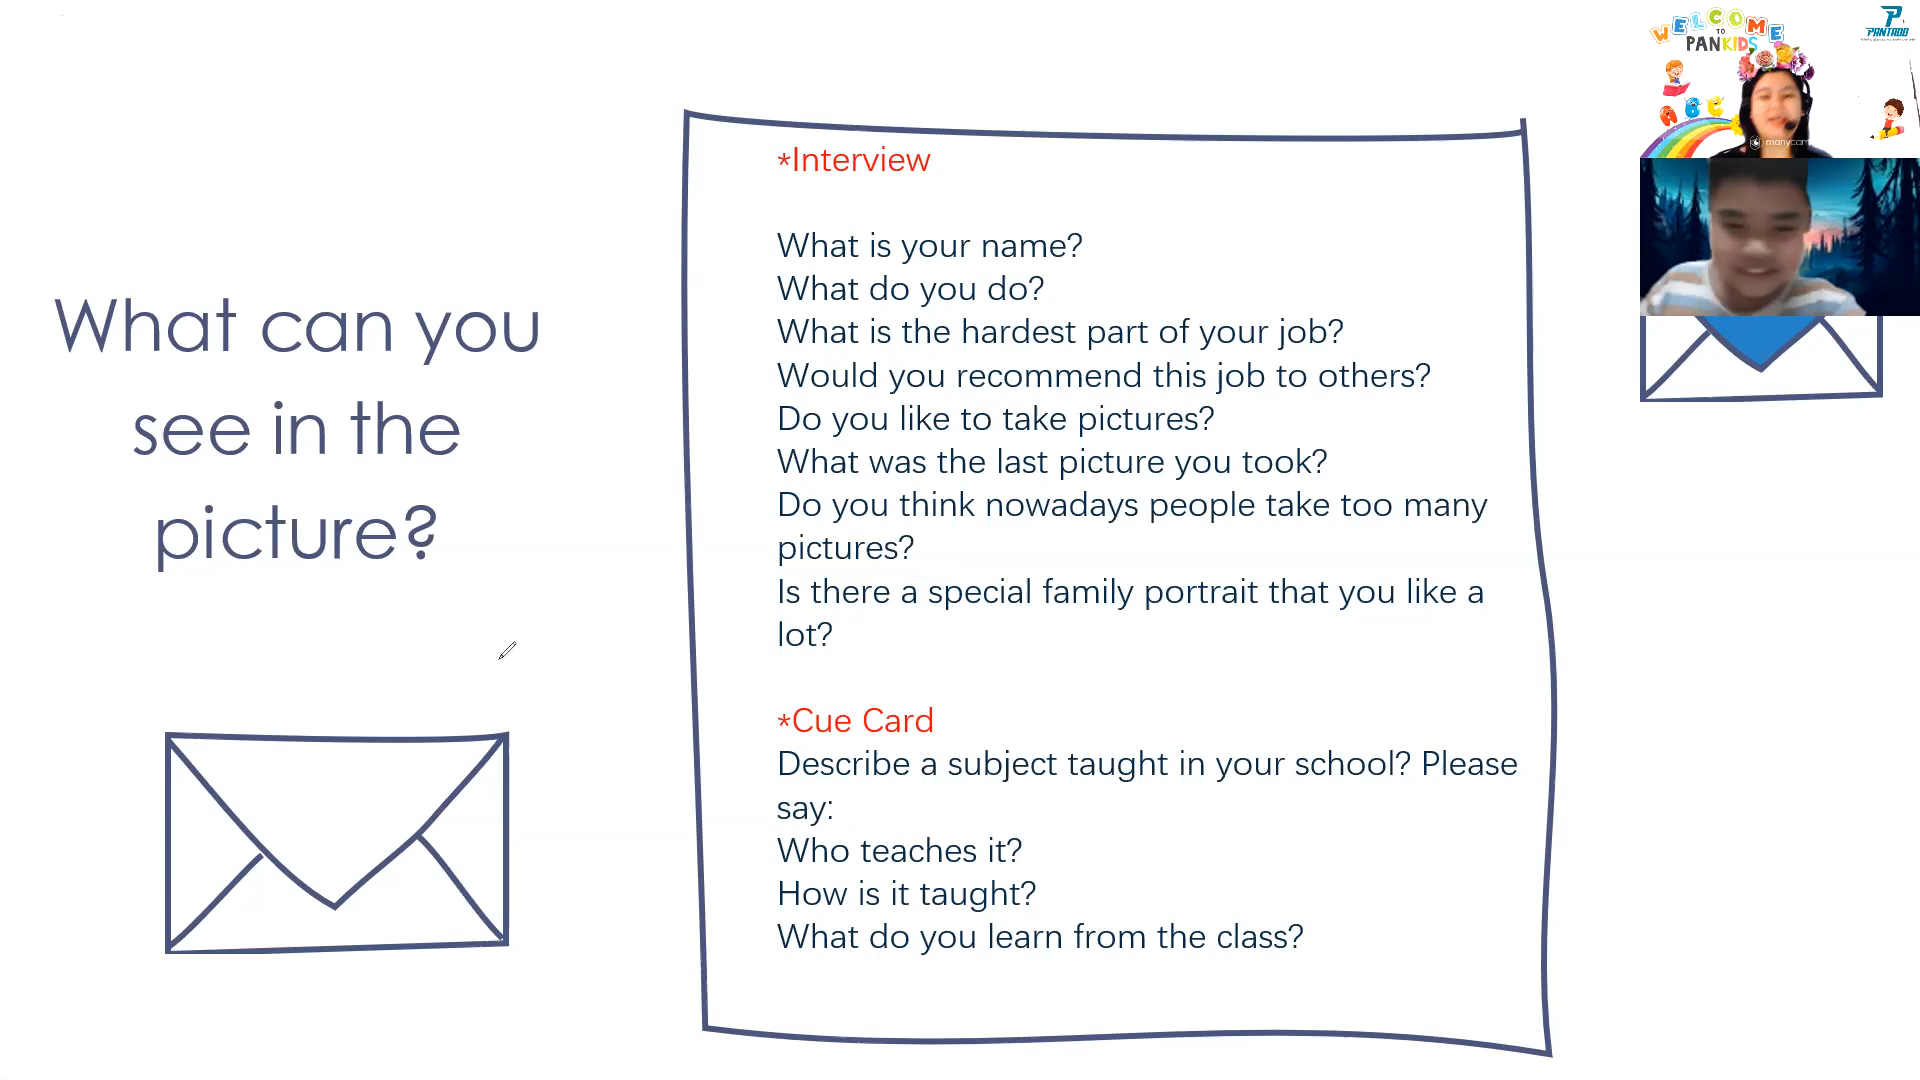 What can you
see in the
picture?
*Interview
What is your name?
What do you do?
What is the hardest part of your job?
Would you recommend this job to others?
Do you like to take pictures?
What was the last picture you took?
Do you think nowadays people take too many
pictures?
Is there a special family portrait that you like a
lot?
*Cue Card
Describe a subject taught in your school? Please
say:
Who teaches it?
How is it taught?
What do you learn from the class?
WELCOME
TO
PANKIDS
ABC
manycam
P
PANTADO